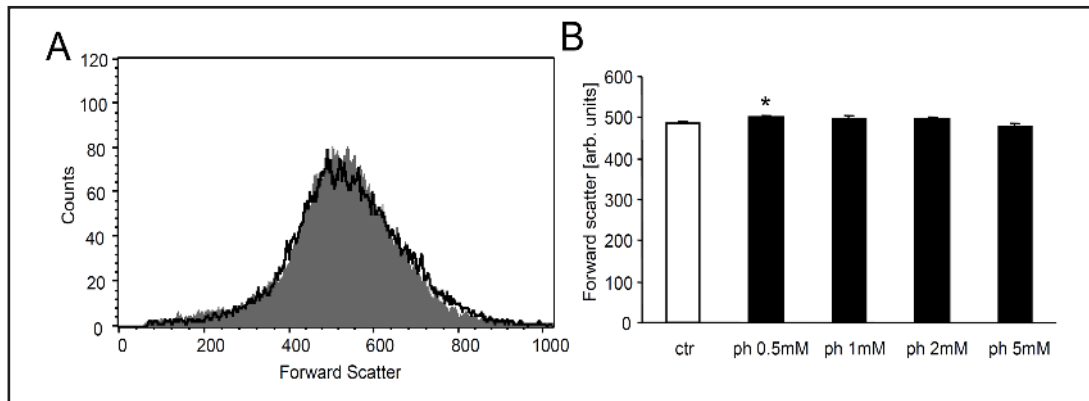 A
120
100
80
60
40
20
0
Counts
0 200 400 600 800 1000
Forward Scatter
B
600
500
400
300
200
100
0
Forward scatter [arb. units]
*
ctr ph 0.5mM ph 1mM ph 2mM ph 5mM